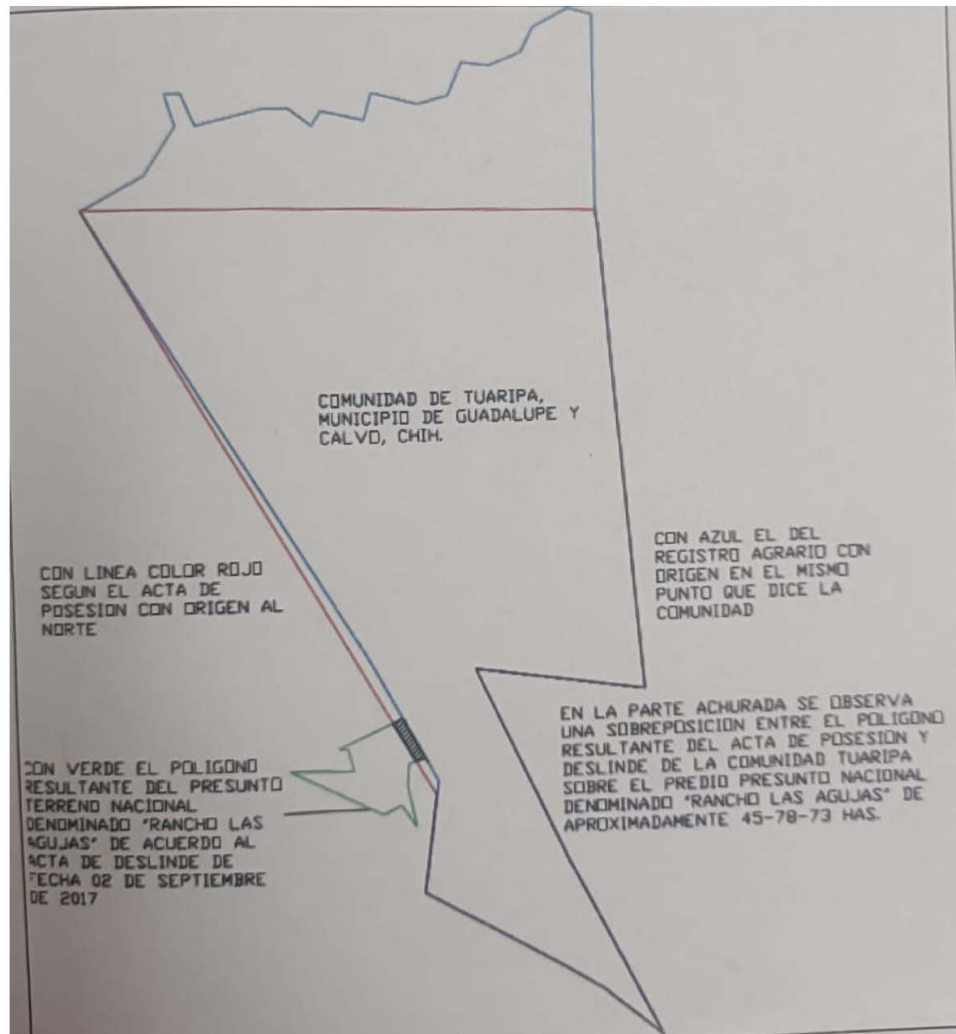 COMUNIDAD DE TUARIPA,
MUNICIPIO DE GUADALUPE Y
CALVO, CHIH.
CON LINEA COLOR ROJO
SEGUN EL ACTA DE
POSESION CON ORIGEN AL
NORTE
CON AZUL EL DEL
REGISTRO AGRARIO CON
ORIGEN EN EL MISMO
PUNTO QUE DICE LA
COMUNIDAD
CON VERDE EL POLIGONO
RESULTANTE DEL PRESUNTO
TERRENO NACIONAL
DENOMINADO "RANCHO LAS
AGUJAS" DE ACUERDO AL
ACTA DE DESLINDE DE
FECHA 02 DE SEPTIEMBRE
DE 2017
EN LA PARTE ACHURADA SE OBSERVA
UNA SOBREPOSICION ENTRE EL POLIGONO
RESULTANTE DEL ACTA DE POSESION Y
DESLINDE DE LA COMUNIDAD TUARIPA
SOBRE EL PREDIO PRESUNTO NACIONAL
DENOMINADO "RANCHO LAS AGUJAS" DE
APROXIMADAMENTE 45-78-73 HAS.